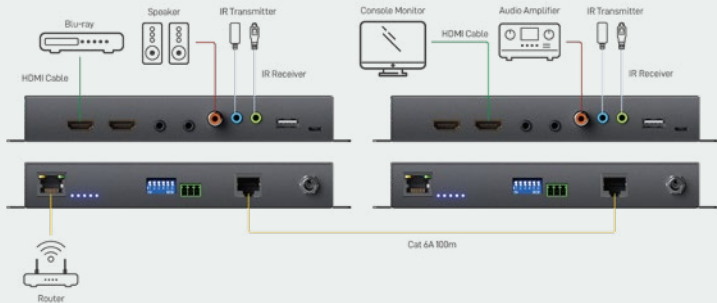 Speaker
IR Transmitter
Console Monitor
Audio Amplifier
IR Transmitter
Blu-ray
HDMI Cable
HDMI Cable
IR Receiver
IR Receiver
Cat 6A 100m
Router